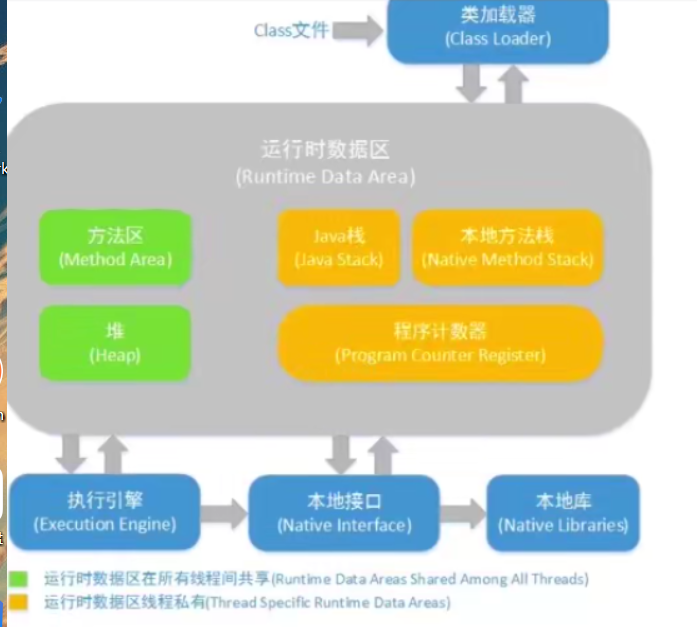 类加载器
Class文件
(Class Loader)
运行时数据区
(Runtime Data Area)
方法区
(Method Area)
Java栈
(Java Stack)
本地方法栈
(Native Method Stack)
堆
(Heap)
程序计数器
(Program Counter Register)
执行引擎
(Execution Engine)
本地接口
(Native Interface)
本地库
(Native Libraries)
运行时数据区在所有线程间共享(Runtime Data Areas Shared Among All Threads)
运行时数据区线程私有(Thread Specific Runtime Data Areas)